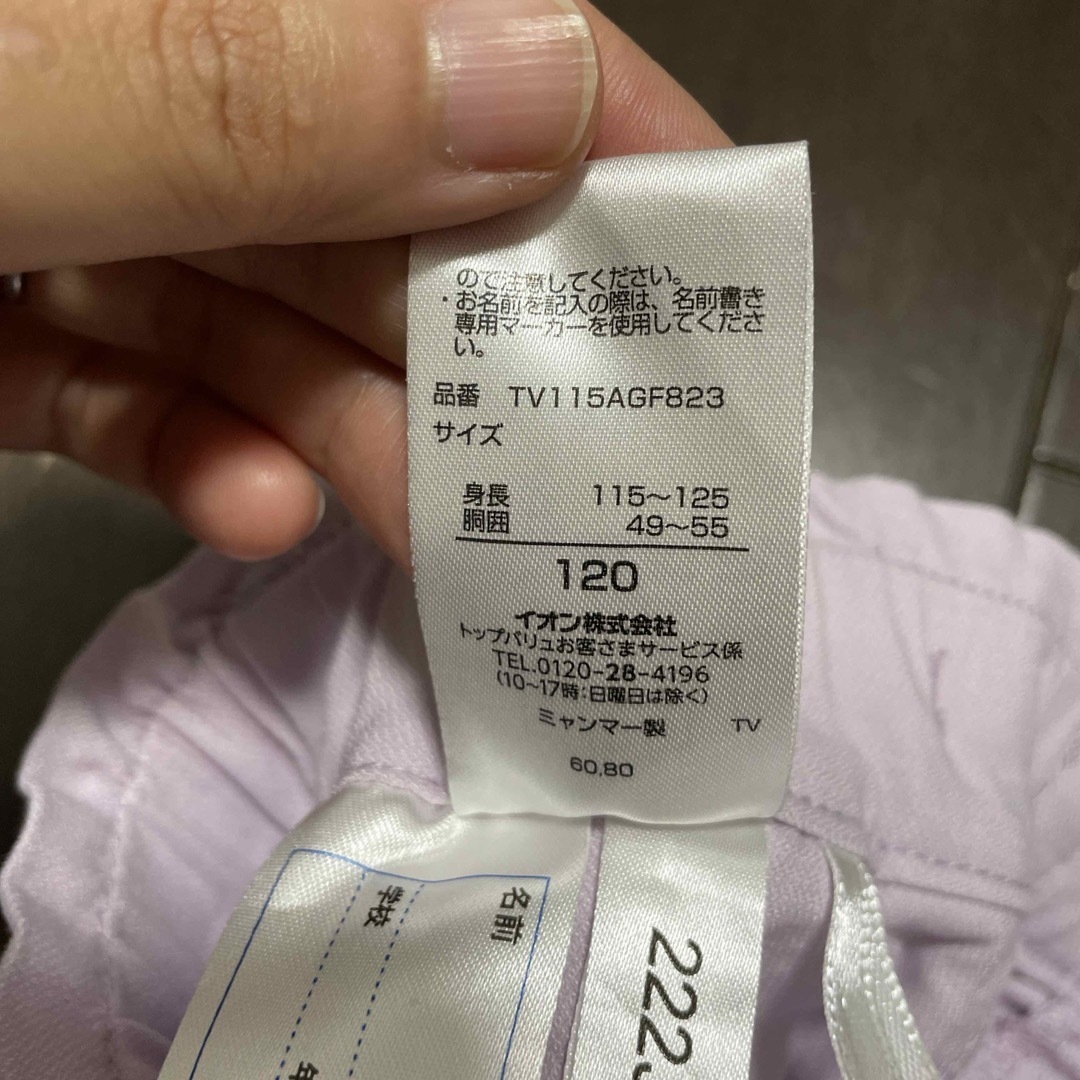 ので注意してください。
・お名前を記入の際は、名前書き
専用マーカーを使用してくださ
い。
品番 TV115AGF823
サイズ
身長 115～125
胴囲 49～55
120
イオン株式会社
トップバリュお客さまサービス係
TEL.0120-28-4196
(10～17時:日曜日は除く)
ミャンマー製 TV
60,80
名前
学校
年
222